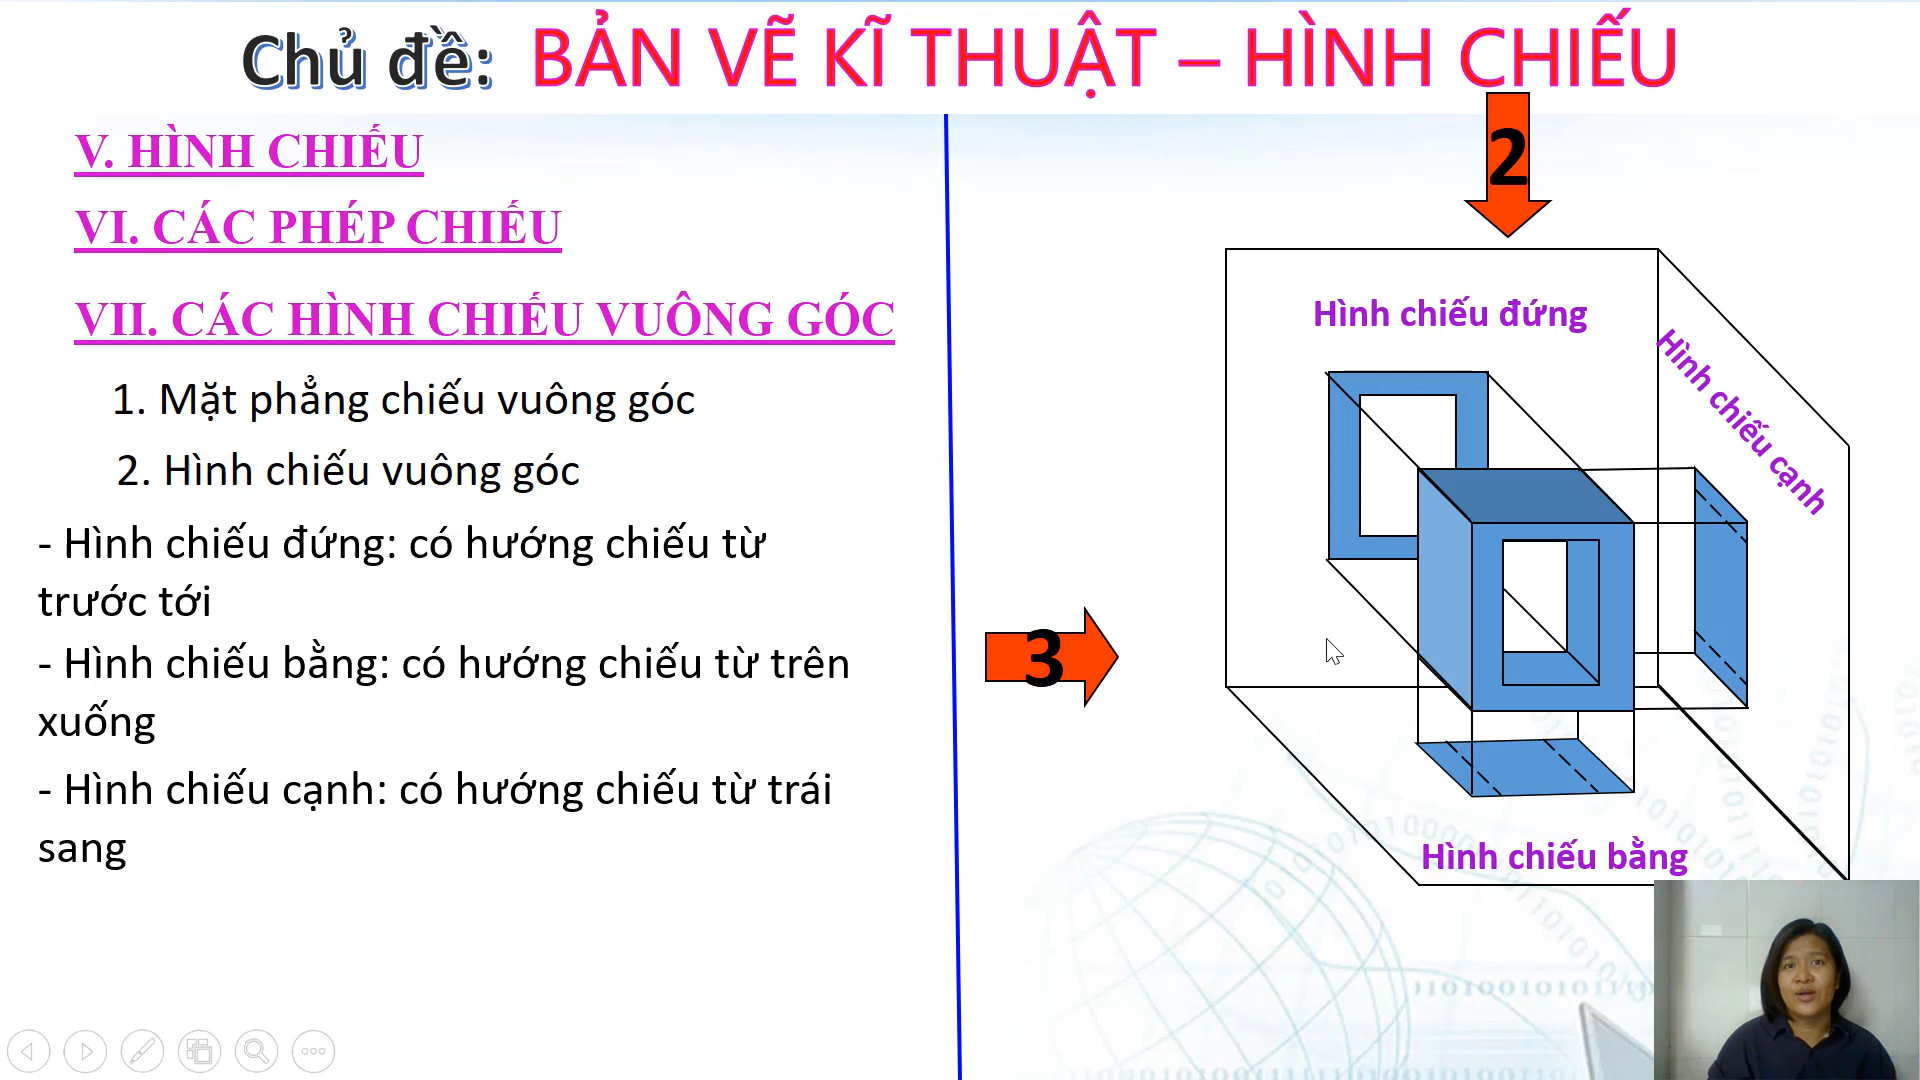 Chủ đề: BẢN VẼ KĨ THUẬT – HÌNH CHIẾU
V. HÌNH CHIẾU
VI. CÁC PHÉP CHIẾU
VII. CÁC HÌNH CHIẾU VUÔNG GÓC
1. Mặt phẳng chiếu vuông góc
2. Hình chiếu vuông góc
- Hình chiếu đứng: có hướng chiếu từ
trước tới
- Hình chiếu bằng: có hướng chiếu từ trên
xuống
- Hình chiếu cạnh: có hướng chiếu từ trái
sang
2
Hình chiếu đứng
Hình chiếu cạnh
3
Hình chiếu bằng